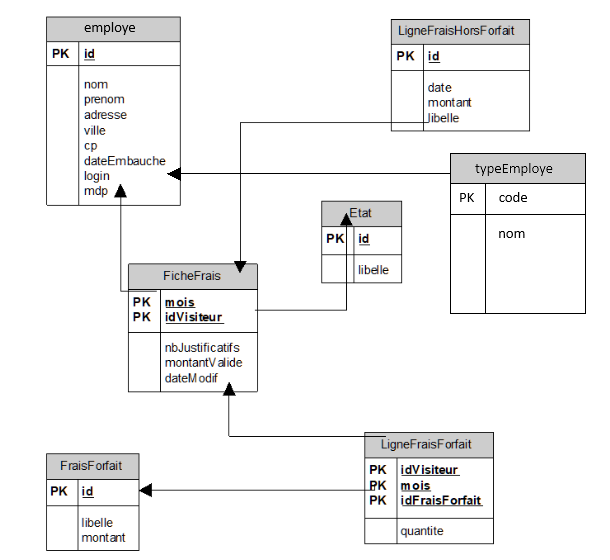 employe
PK id
nom
prenom
adresse
ville
cp
dateEmbauche
login
mdp
LigneFraisHorsForfait
PK id
date
montant
libelle
typeEmploye
PK code
nom
Etat
PK id
libelle
FicheFrais
PK mois
PK idVisiteur
nbJustificatifs
montantValide
dateModif
LigneFraisForfait
PK idVisiteur
PK mois
PK idFraisForfait
quantite
FraisForfait
PK id
libelle
montant